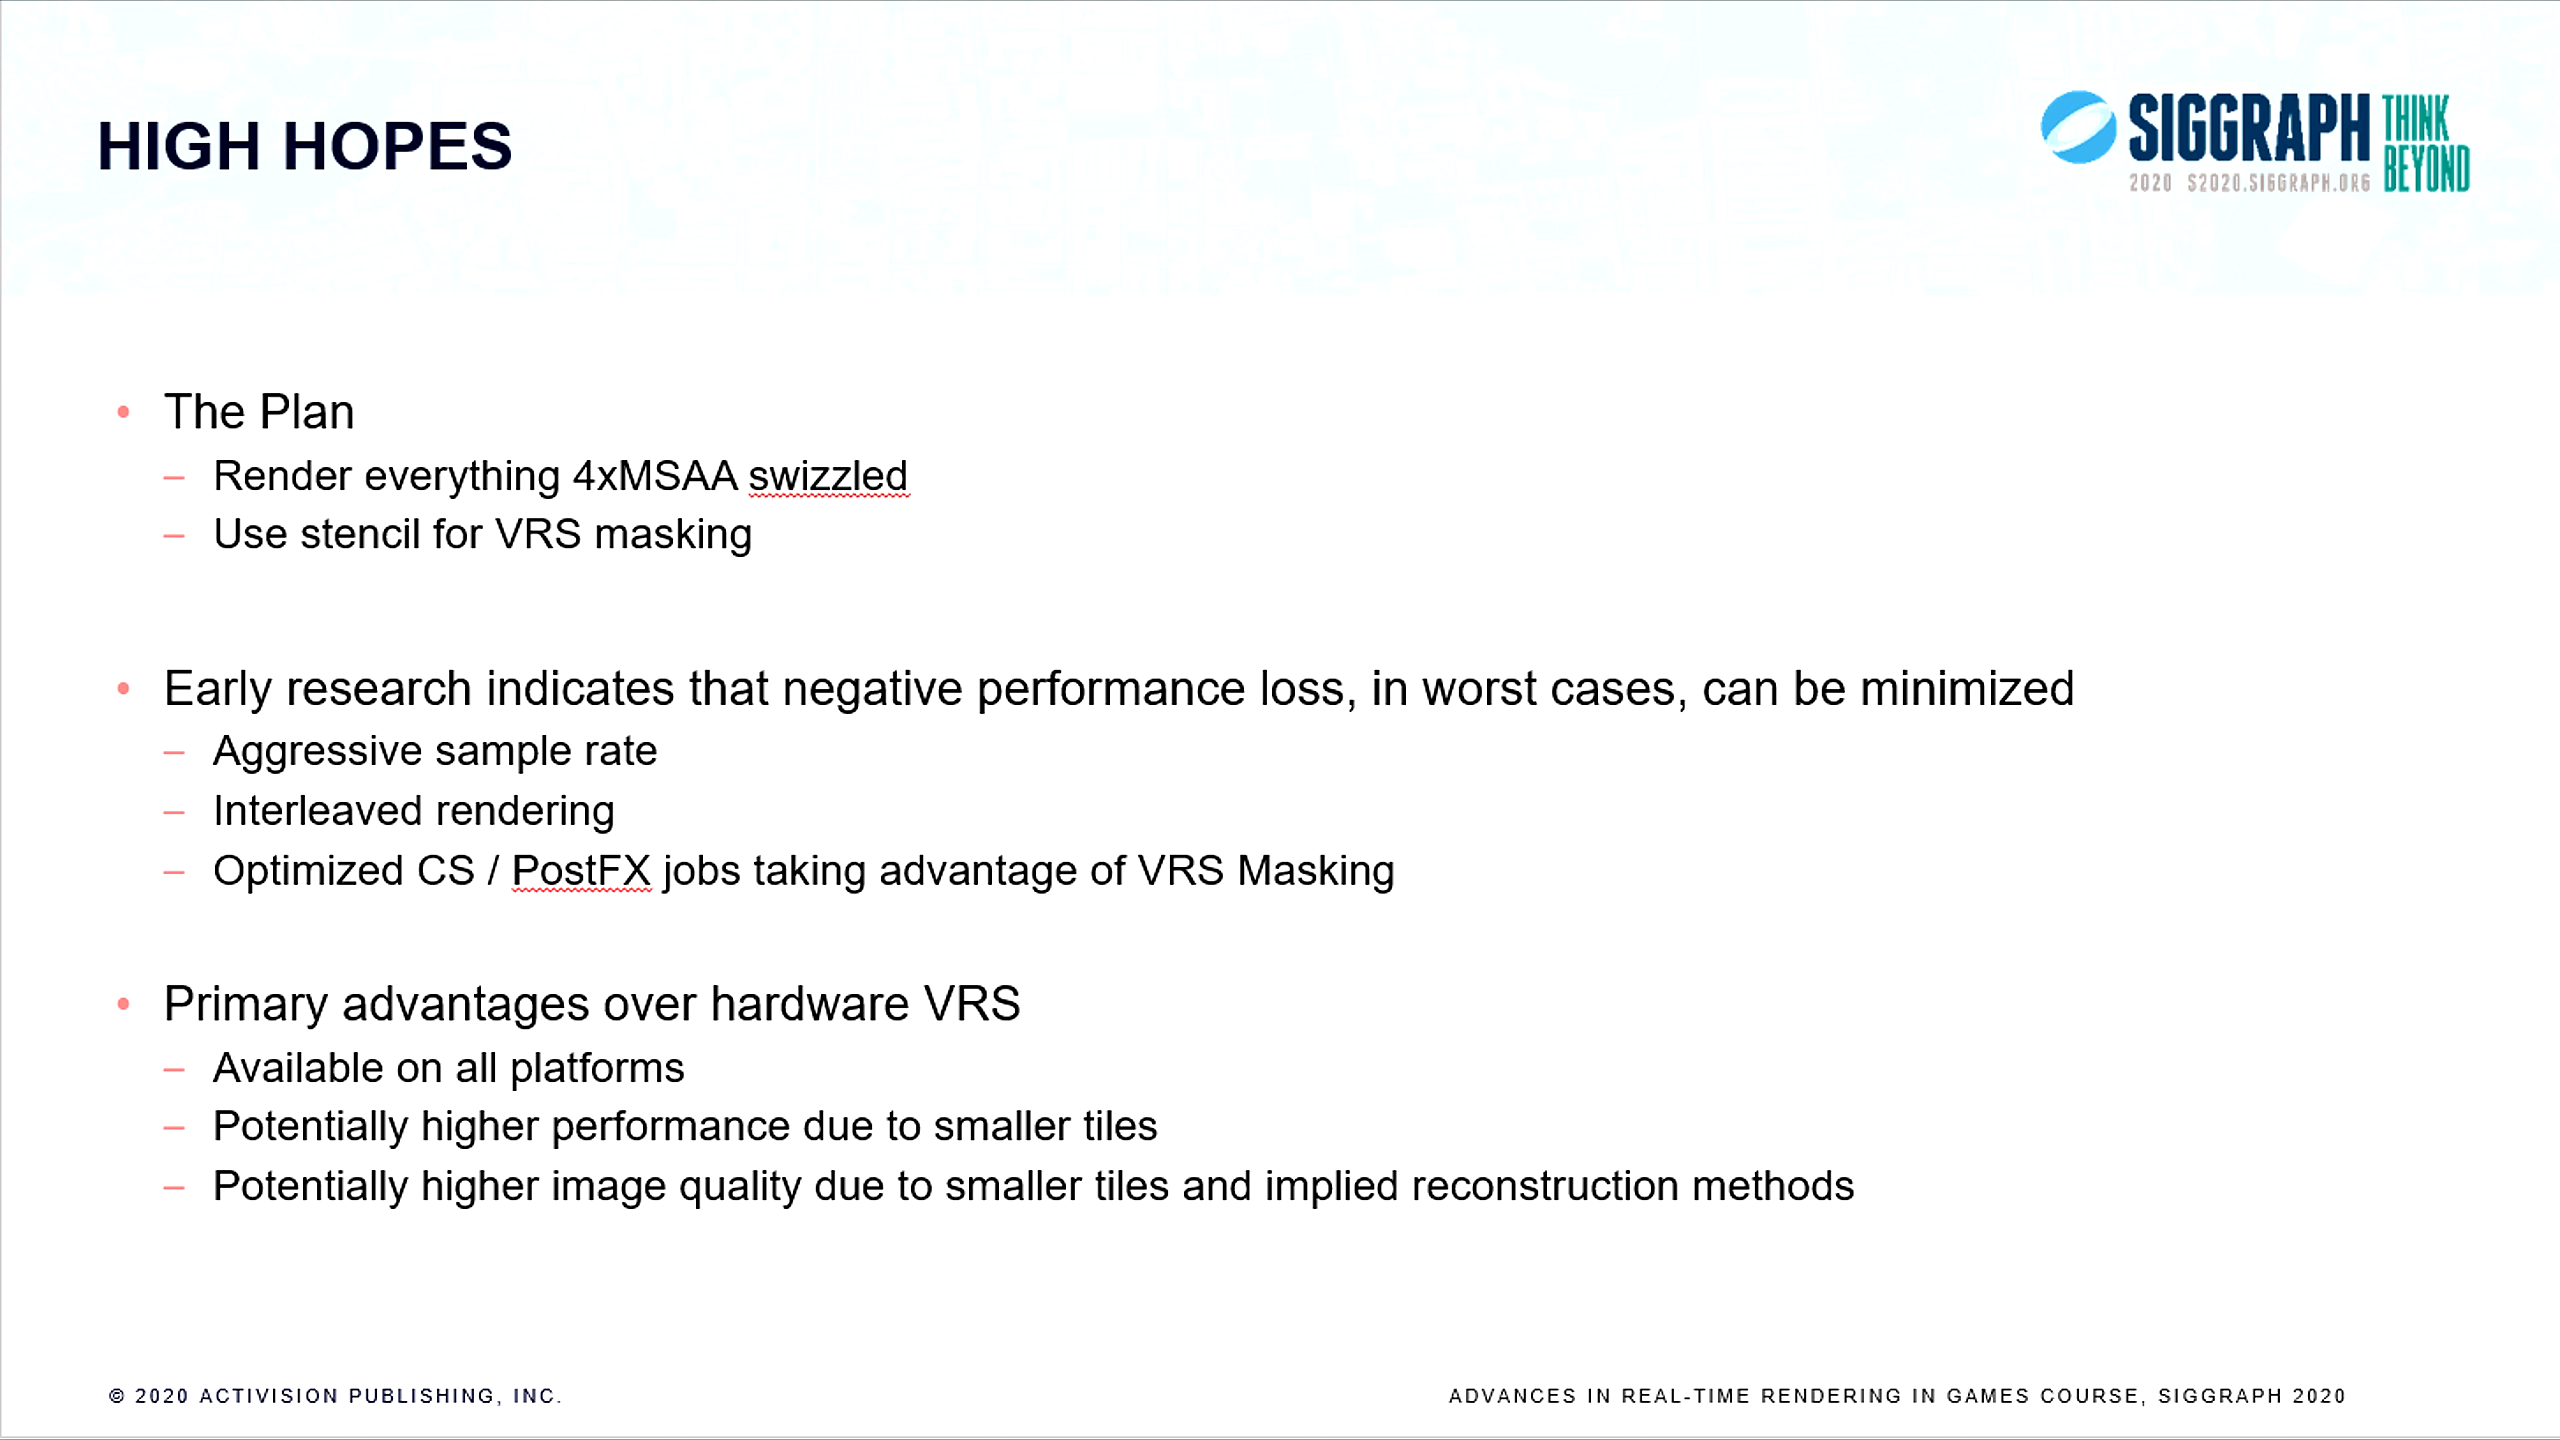 HIGH HOPES
SIGGRAPH THINK BEYOND
2020 S2020.SIGGRAPH.ORG
• The Plan
– Render everything 4xMSAA swizzled
– Use stencil for VRS masking
• Early research indicates that negative performance loss, in worst cases, can be minimized
– Aggressive sample rate
– Interleaved rendering
– Optimized CS / PostFX jobs taking advantage of VRS Masking
• Primary advantages over hardware VRS
– Available on all platforms
– Potentially higher performance due to smaller tiles
– Potentially higher image quality due to smaller tiles and implied reconstruction methods
© 2020 ACTIVISION PUBLISHING, INC.
ADVANCES IN REAL-TIME RENDERING IN GAMES COURSE, SIGGRAPH 2020